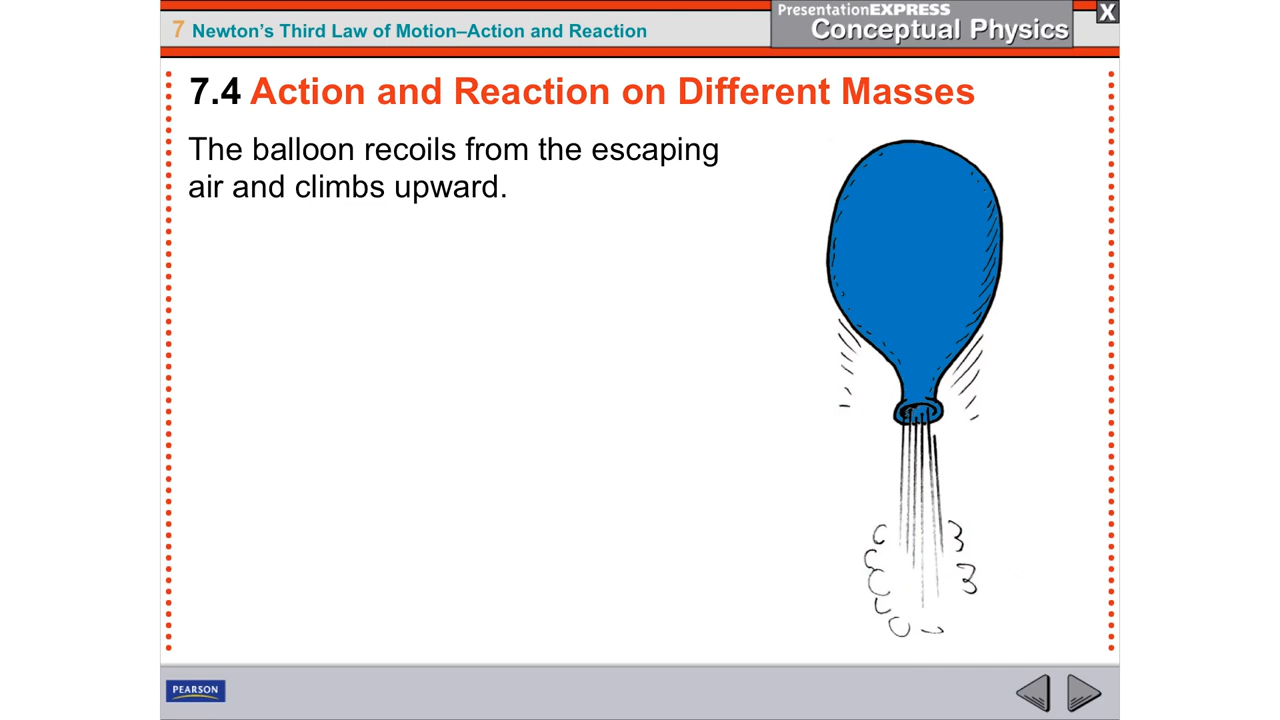 PresentationEXPRESS
Conceptual Physics
X
7 Newton's Third Law of Motion–Action and Reaction
7.4 Action and Reaction on Different Masses
The balloon recoils from the escaping
air and climbs upward.
PEARSON